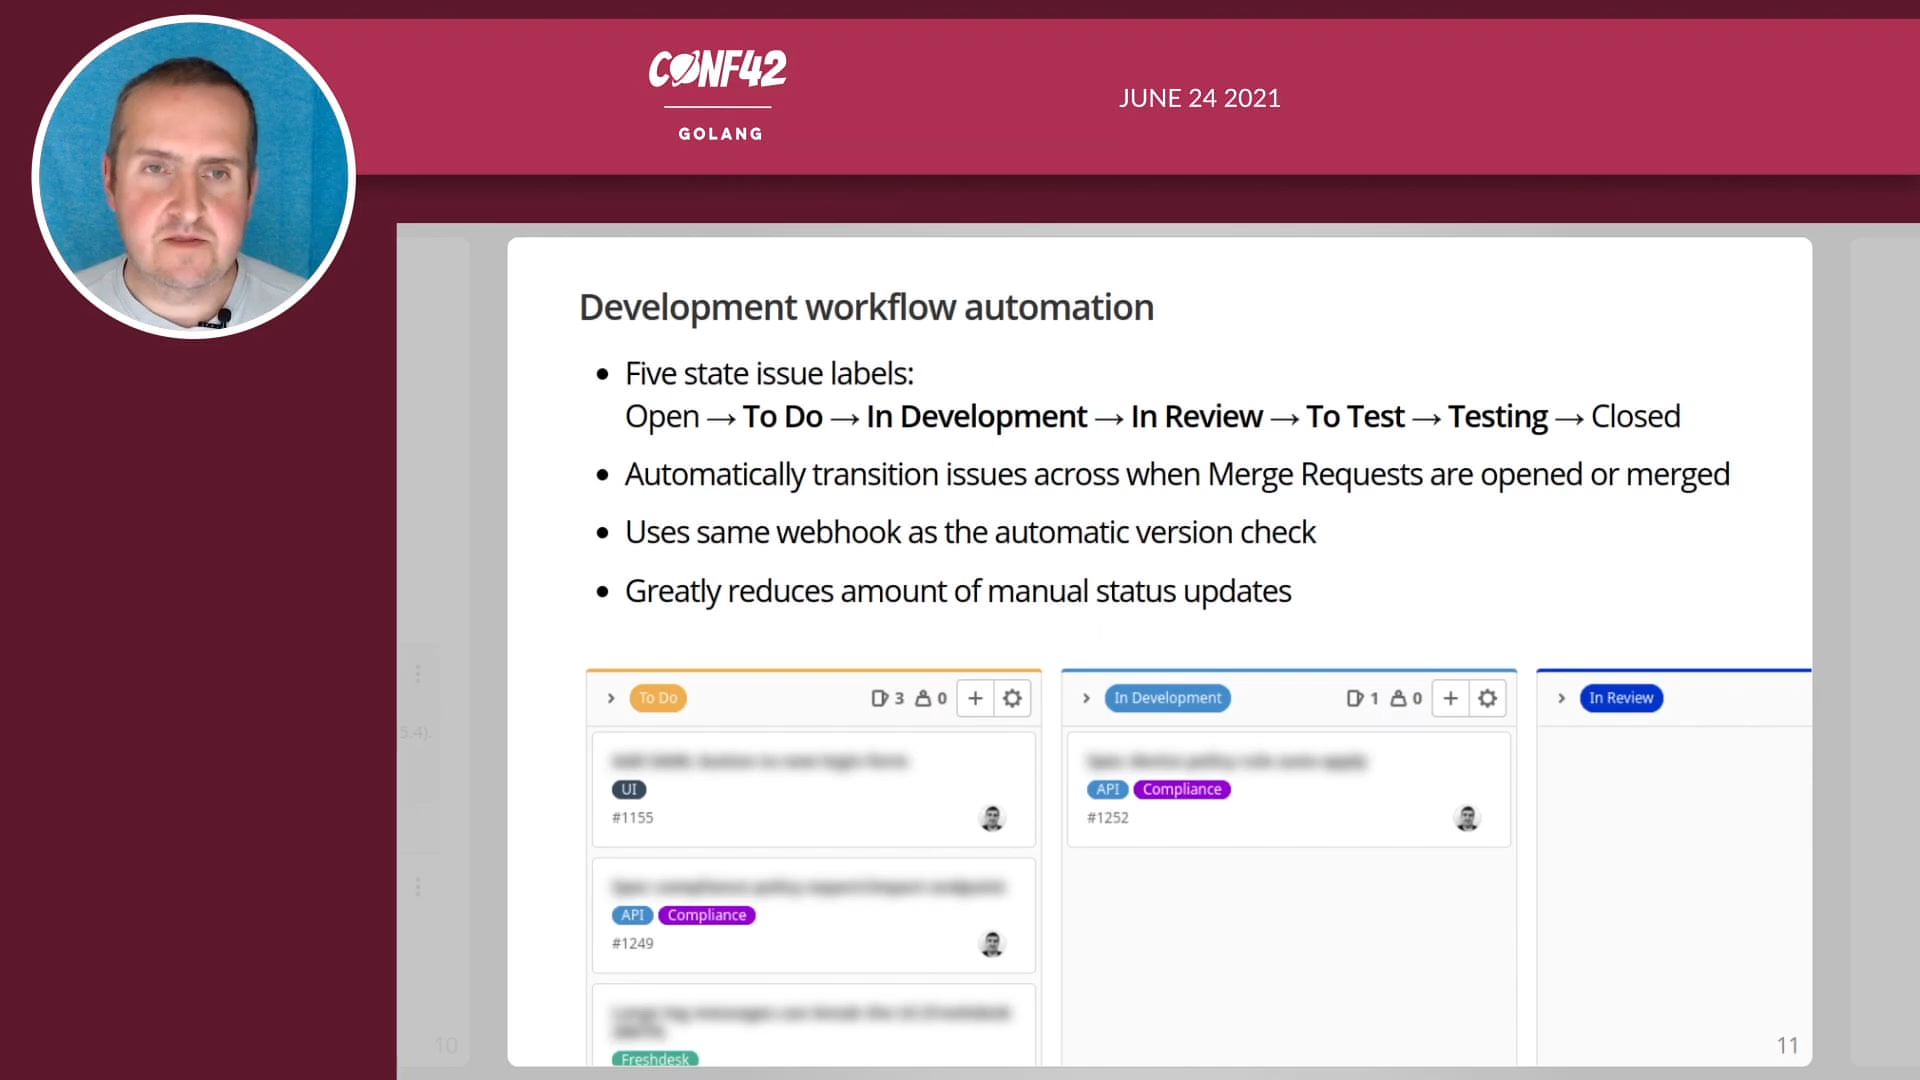 CONF42
GOLANG
JUNE 24 2021
Development workflow automation
• Five state issue labels:
Open → To Do → In Development → In Review → To Test → Testing → Closed
• Automatically transition issues across when Merge Requests are opened or merged
• Uses same webhook as the automatic version check
• Greatly reduces amount of manual status updates
To Do 3 0
UI
#1155
API Compliance
#1249
Freshdesk
In Development 1 0
API Compliance
#1252
In Review
5.4).
10
11